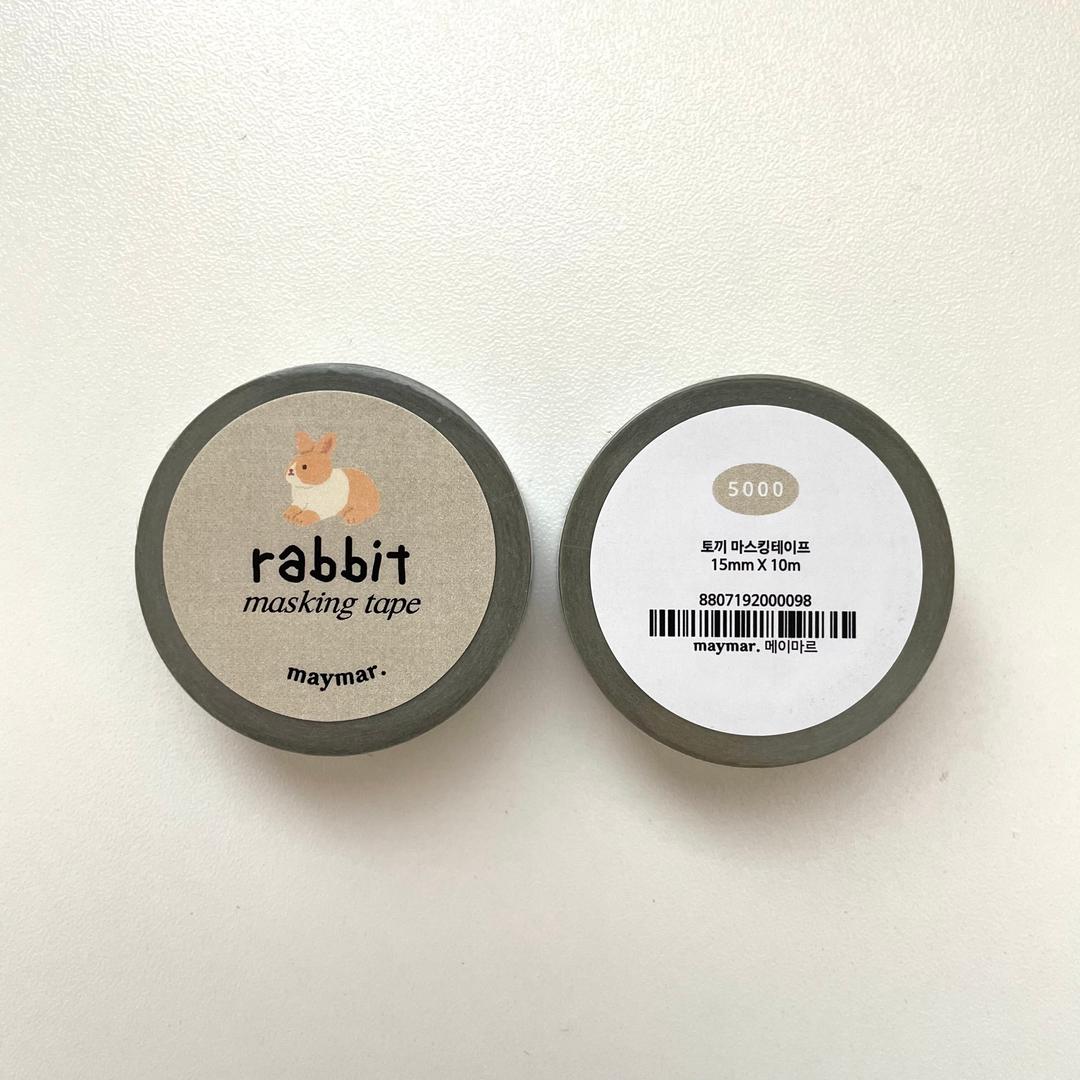 rabbit
masking tape
maymar.
5000
토끼 마스킹테이프
15mm X 10m
8807192000098
maymar. 메이마르